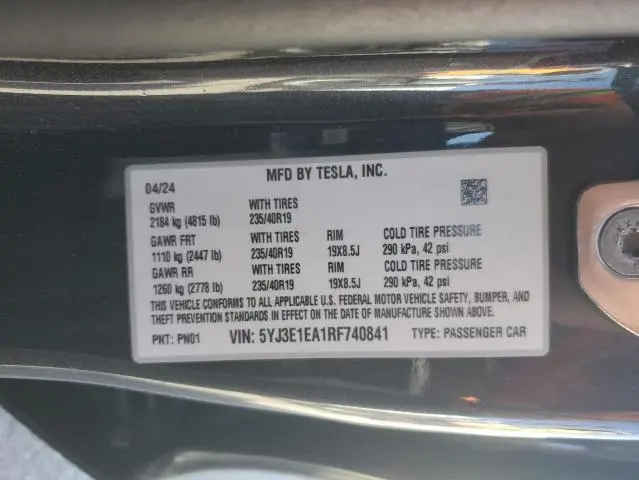 MFD BY TESLA, INC.
04/24
GVWR WITH TIRES
2184 kg (4815 lb) 235/40R19
GAWR FRT WITH TIRES RIM COLD TIRE PRESSURE
1110 kg (2447 lb) 235/40R19 19X8.5J 290 kPa, 42 psi
GAWR RR WITH TIRES RIM COLD TIRE PRESSURE
1260 kg (2778 lb) 235/40R19 19X8.5J 290 kPa, 42 psi
THIS VEHICLE CONFORMS TO ALL APPLICABLE U.S. FEDERAL MOTOR VEHICLE SAFETY, BUMPER, AND
THEFT PREVENTION STANDARDS IN EFFECT ON THE DATE OF MANUFACTURE SHOWN ABOVE.
PNT: PN01 VIN: 5YJ3E1EA1RF740841 TYPE: PASSENGER CAR